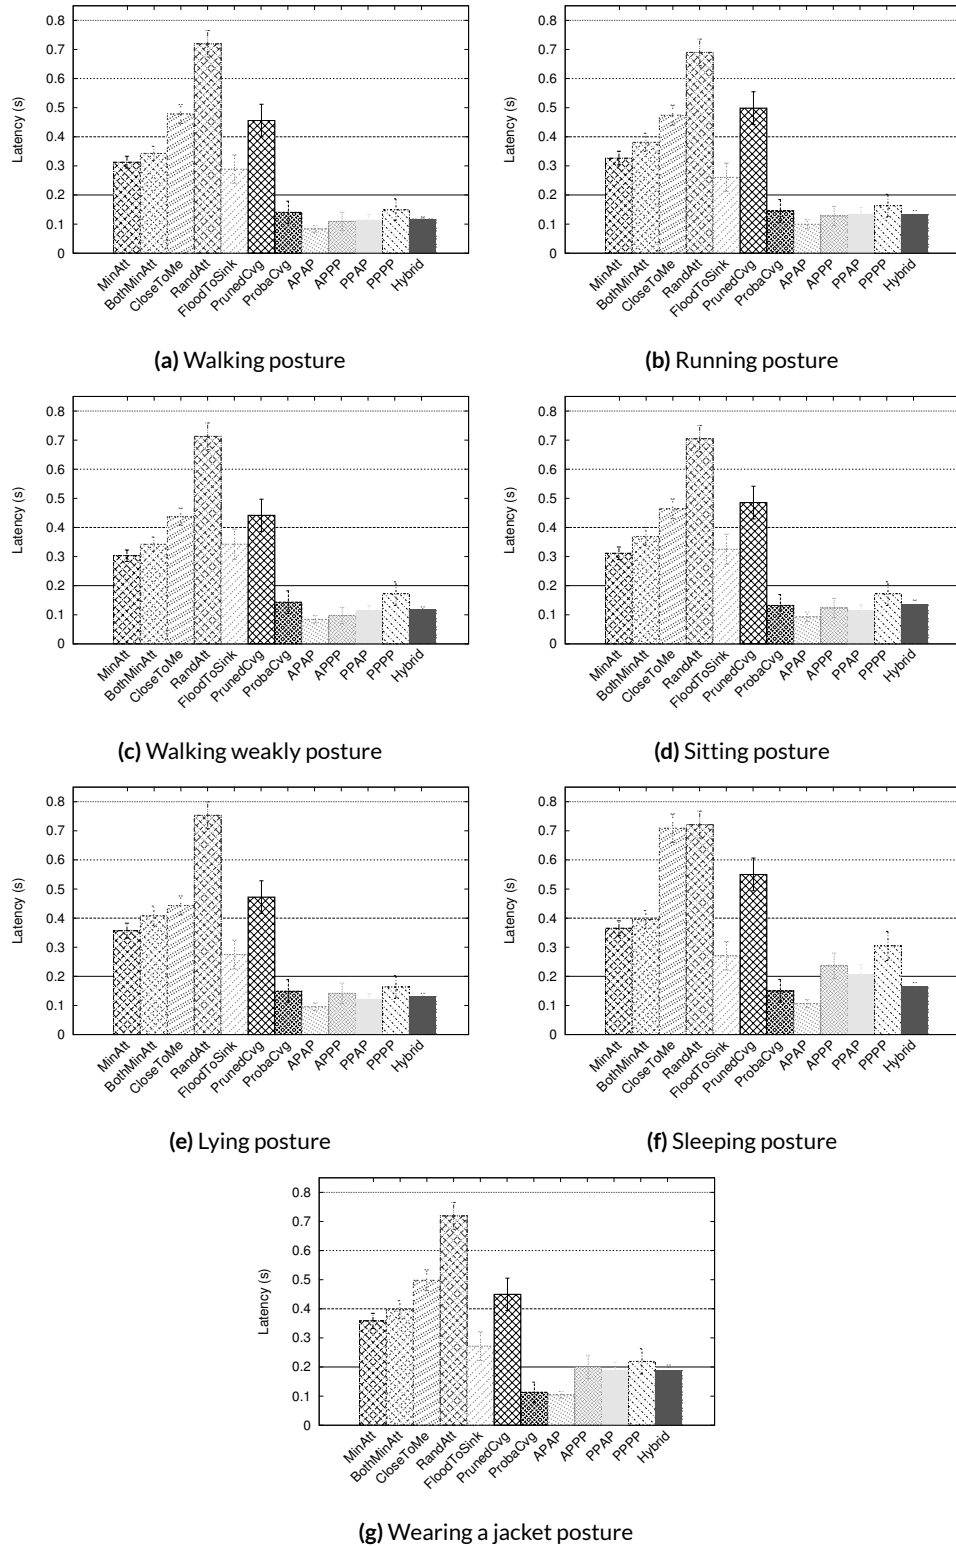 0.8
0.7
0.6
0.5
0.4
0.3
0.2
0.1
0
Latency (s)
MinAtt
BothMinAtt
CloseToMe
RandAtt
FloodToSink
PrunedCvg
ProbaCvg
APAP
APPP
PPAP
PPPP
Hybrid
(a) Walking posture
0.8
0.7
0.6
0.5
0.4
0.3
0.2
0.1
0
Latency (s)
MinAtt
BothMinAtt
CloseToMe
RandAtt
FloodToSink
PrunedCvg
ProbaCvg
APAP
APPP
PPAP
PPPP
Hybrid
(b) Running posture
0.8
0.7
0.6
0.5
0.4
0.3
0.2
0.1
0
Latency (s)
MinAtt
BothMinAtt
CloseToMe
RandAtt
FloodToSink
PrunedCvg
ProbaCvg
APAP
APPP
PPAP
PPPP
Hybrid
(c) Walking weakly posture
0.8
0.7
0.6
0.5
0.4
0.3
0.2
0.1
0
Latency (s)
MinAtt
BothMinAtt
CloseToMe
RandAtt
FloodToSink
PrunedCvg
ProbaCvg
APAP
APPP
PPAP
PPPP
Hybrid
(d) Sitting posture
0.8
0.7
0.6
0.5
0.4
0.3
0.2
0.1
0
Latency (s)
MinAtt
BothMinAtt
CloseToMe
RandAtt
FloodToSink
PrunedCvg
ProbaCvg
APAP
APPP
PPAP
PPPP
Hybrid
(e) Lying posture
0.8
0.7
0.6
0.5
0.4
0.3
0.2
0.1
0
Latency (s)
MinAtt
BothMinAtt
CloseToMe
RandAtt
FloodToSink
PrunedCvg
ProbaCvg
APAP
APPP
PPAP
PPPP
Hybrid
(f) Sleeping posture
0.8
0.7
0.6
0.5
0.4
0.3
0.2
0.1
0
Latency (s)
MinAtt
BothMinAtt
CloseToMe
RandAtt
FloodToSink
PrunedCvg
ProbaCvg
APAP
APPP
PPAP
PPPP
Hybrid
(g) Wearing a jacket posture